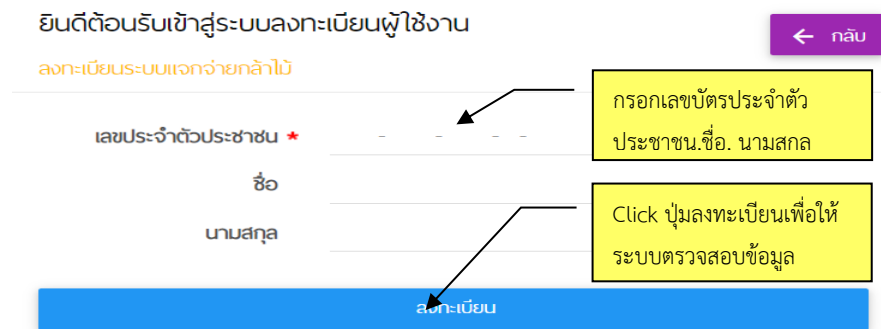 ยินดีต้อนรับเข้าสู่ระบบลงทะเบียนผู้ใช้งาน
← กลับ
ลงทะเบียนระบบแจกจ่ายกล้าไม้
กรอกเลขบัตรประจำตัว
ประชาชน.ชื่อ. นามสกล
เลขประจำตัวประชาชน *
ชื่อ
นามสกุล
Click ปุ่มลงทะเบียนเพื่อให้
ระบบตรวจสอบข้อมูล
ลงทะเบียน